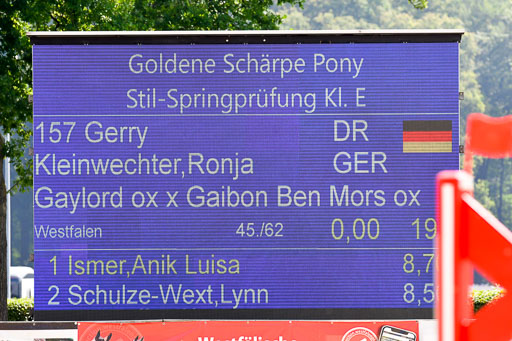 Goldene Schärpe Pony
Stil-Springprüfung Kl. E
157 Gerry DR
Kleinwechter,Ronja GER
Gaylord ox x Gaibon Ben Mors ox
Westfalen 45./62 0,00 19
1 Ismer,Anik Luisa 8,7
2 Schulze-Wext,Lynn 8,5